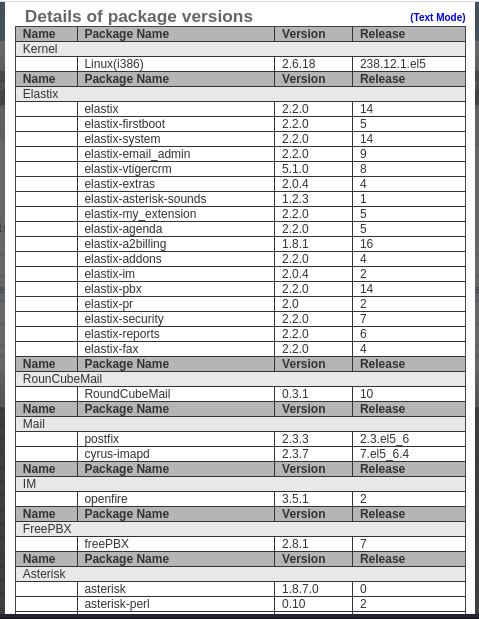 Details of package versions (Text Mode)
Name Package Name Version Release
Kernel
Linux(i386) 2.6.18 238.12.1.el5
Name Package Name Version Release
Elastix
elastix 2.2.0 14
elastix-firstboot 2.2.0 5
elastix-system 2.2.0 14
elastix-email_admin 2.2.0 9
elastix-vtigercrm 5.1.0 8
elastix-extras 2.0.4 4
elastix-asterisk-sounds 1.2.3 1
elastix-my_extension 2.2.0 5
elastix-agenda 2.2.0 5
elastix-a2billing 1.8.1 16
elastix-addons 2.2.0 4
elastix-im 2.0.4 2
elastix-pbx 2.2.0 14
elastix-pr 2.0 2
elastix-security 2.2.0 7
elastix-reports 2.2.0 6
elastix-fax 2.2.0 4
Name Package Name Version Release
RounCubeMail
RoundCubeMail 0.3.1 10
Name Package Name Version Release
Mail
postfix 2.3.3 2.3.el5_6
cyrus-imapd 2.3.7 7.el5_6.4
Name Package Name Version Release
IM
openfire 3.5.1 2
Name Package Name Version Release
FreePBX
freePBX 2.8.1 7
Name Package Name Version Release
Asterisk
asterisk 1.8.7.0 0
asterisk-perl 0.10 2